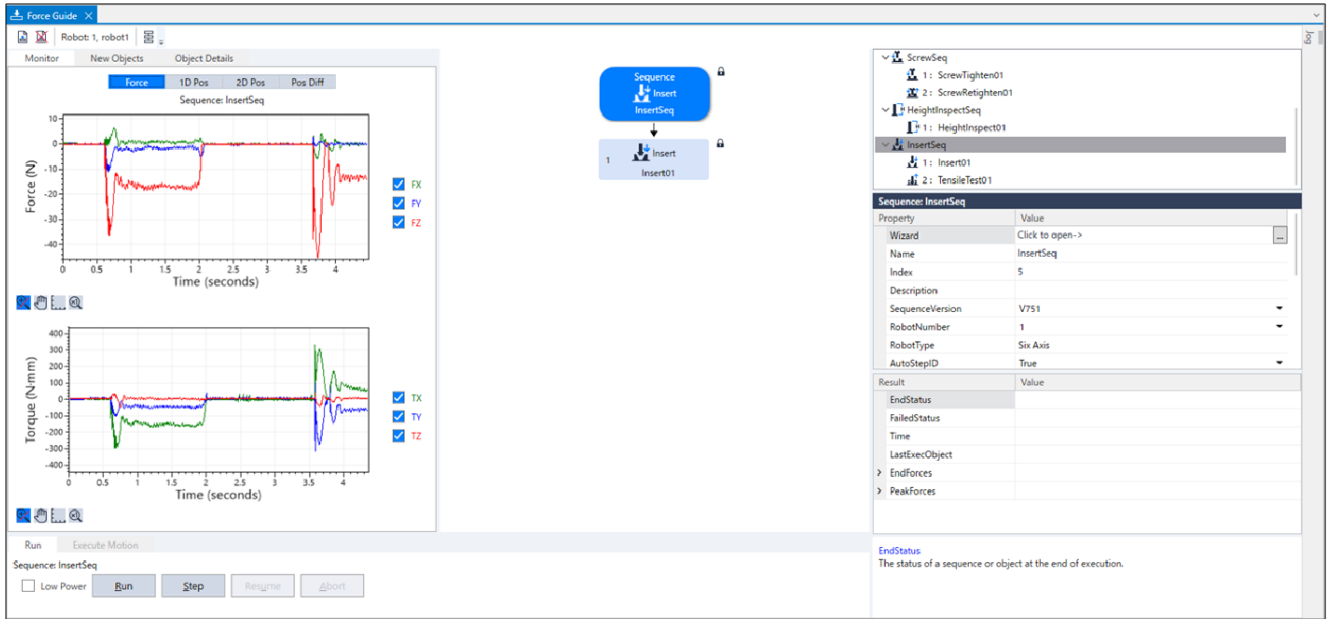 Force Guide
Robot: 1, robot1
Jog
Monitor New Objects Object Details
Force 1D Pos 2D Pos Pos Diff
Sequence: InsertSeq
Force (N)
10
0
-10
-20
-30
-40
0 0.5 1 1.5 2 2.5 3 3.5 4
Time (seconds)
FX
FY
FZ
Torque (N·mm)
400
300
200
100
0
-100
-200
-300
-400
0 0.5 1 1.5 2 2.5 3 3.5 4
Time (seconds)
TX
TY
TZ
Run Execute Motion
Sequence: InsertSeq
Low Power Run Step Resume Abort
Sequence
Insert
InsertSeq
1 Insert
Insert01
ScrewSeq
1 : ScrewTighten01
2 : ScrewRetighten01
HeightInspectSeq
1 : HeightInspect01
InsertSeq
1 : Insert01
2 : TensileTest01
Sequence: InsertSeq
Property Value
Wizard Click to open-> ...
Name InsertSeq
Index 5
Description
SequenceVersion V751
RobotNumber 1
RobotType Six Axis
AutoStepID True
Result Value
EndStatus
FailedStatus
Time
LastExecObject
EndForces
PeakForces
EndStatus
The status of a sequence or object at the end of execution.